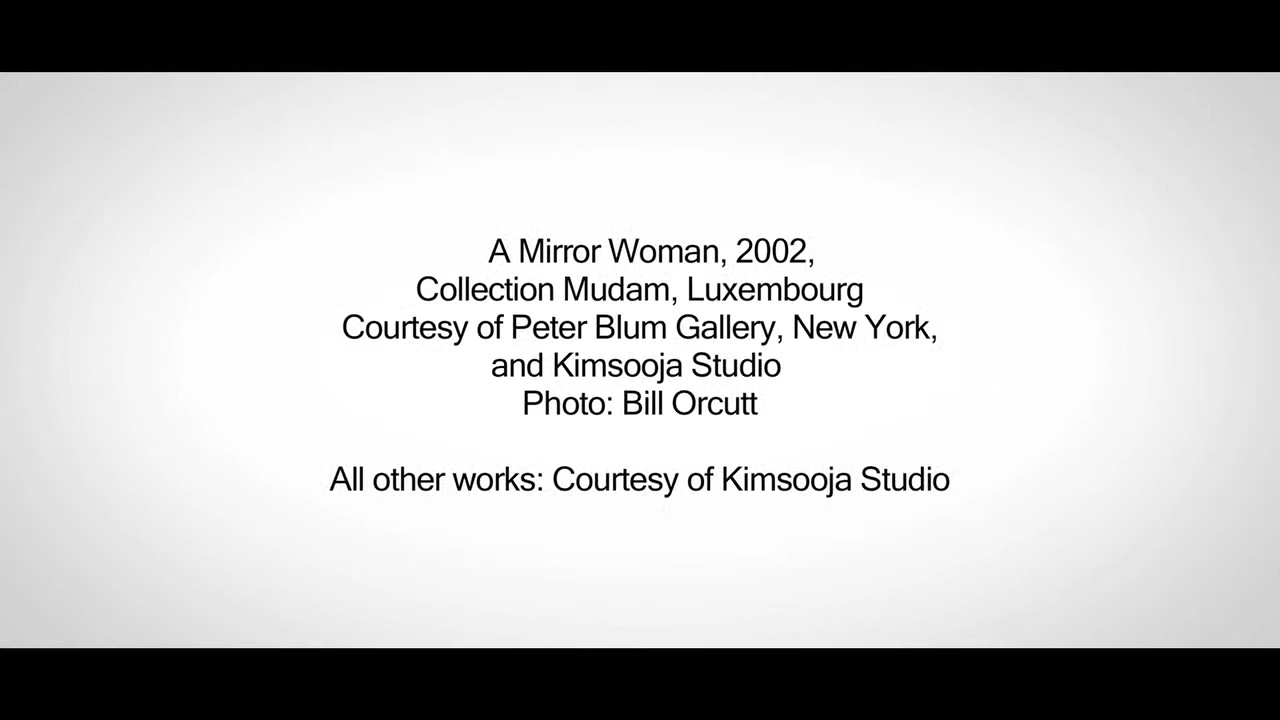 A Mirror Woman, 2002,
Collection Mudam, Luxembourg
Courtesy of Peter Blum Gallery, New York,
and Kimsooja Studio
Photo: Bill Orcutt
All other works: Courtesy of Kimsooja Studio